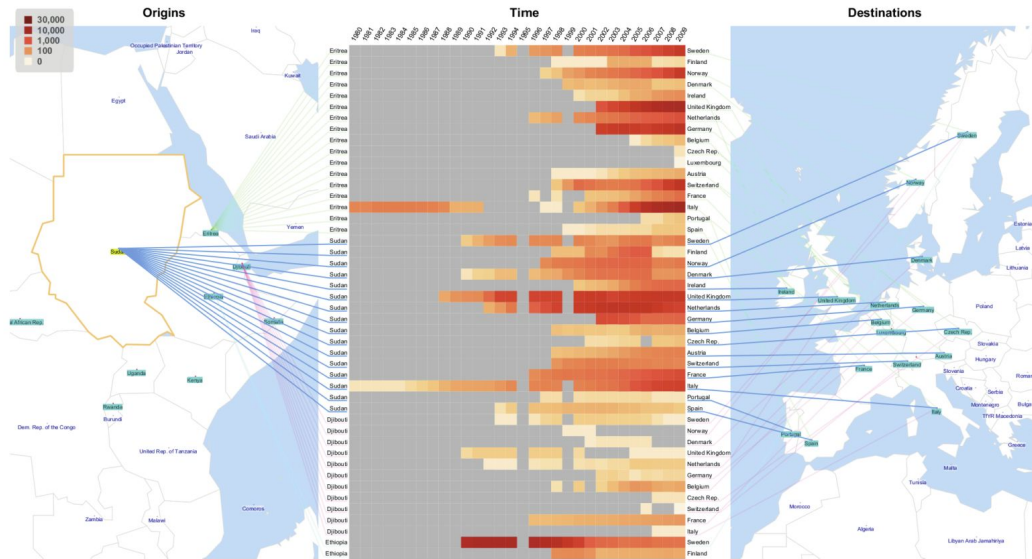 Origins
Time
Destinations
30,000
10,000
1,000
100
0
Iraq
Occupied Palestinian Territory
Jordan
Kuwait
Egypt
Saudi Arabia
Yemen
Eritrea
Ethiopia
Uganda
Kenya
Rwanda
Burundi
Dem. Rep. of the Congo
United Rep. of Tanzania
Comoros
Zambia
Malawi
1980 1981 1982 1983 1984 1985 1986 1987 1988 1989 1990 1991 1992 1993 1994 1995 1996 1997 1998 1999 2000 2001 2002 2003 2004 2005 2006 2007 2008 2009
Eritrea Sweden
Eritrea Finland
Eritrea Norway
Eritrea Denmark
Eritrea Ireland
Eritrea United Kingdom
Eritrea Netherlands
Eritrea Germany
Eritrea Belgium
Eritrea Czech Rep.
Eritrea Luxembourg
Eritrea Austria
Eritrea Switzerland
Eritrea France
Eritrea Italy
Eritrea Portugal
Eritrea Spain
Sudan Sweden
Sudan Finland
Sudan Norway
Sudan Denmark
Sudan Ireland
Sudan United Kingdom
Sudan Netherlands
Sudan Germany
Sudan Belgium
Sudan Czech Rep.
Sudan Austria
Sudan Switzerland
Sudan France
Sudan Italy
Sudan Portugal
Sudan Spain
Djibouti Sweden
Djibouti Norway
Djibouti Denmark
Djibouti United Kingdom
Djibouti Netherlands
Djibouti Germany
Djibouti Belgium
Djibouti Czech Rep.
Djibouti Switzerland
Djibouti France
Djibouti Italy
Ethiopia Sweden
Ethiopia Finland
Sweden
Norway
Estonia
Latvia
Lithuania
Denmark
Ireland
United Kingdom
Netherlands
Germany
Poland
Belgium
Luxembourg
Czech Rep.
Slovakia
Austria
Hungary
France
Switzerland
Slovenia
Croatia
Serbia
Montenegro
TFYR Macedonia
Italy
Portugal
Spain
Greece
Malta
Tunisia
Morocco
Algeria
Libyan Arab Jamahiriya